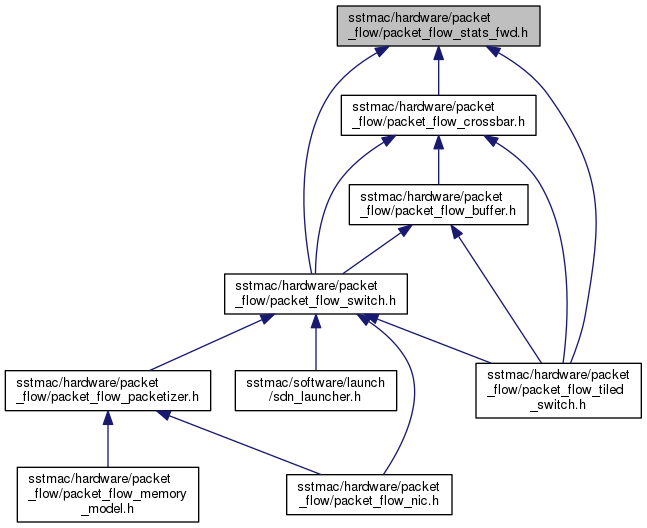 sstmac/hardware/packet
_flow/packet_flow_stats_fwd.h
sstmac/hardware/packet
_flow/packet_flow_crossbar.h
sstmac/hardware/packet
_flow/packet_flow_buffer.h
sstmac/hardware/packet
_flow/packet_flow_switch.h
sstmac/hardware/packet
_flow/packet_flow_packetizer.h
sstmac/software/launch
/sdn_launcher.h
sstmac/hardware/packet
_flow/packet_flow_tiled
_switch.h
sstmac/hardware/packet
_flow/packet_flow_memory
_model.h
sstmac/hardware/packet
_flow/packet_flow_nic.h